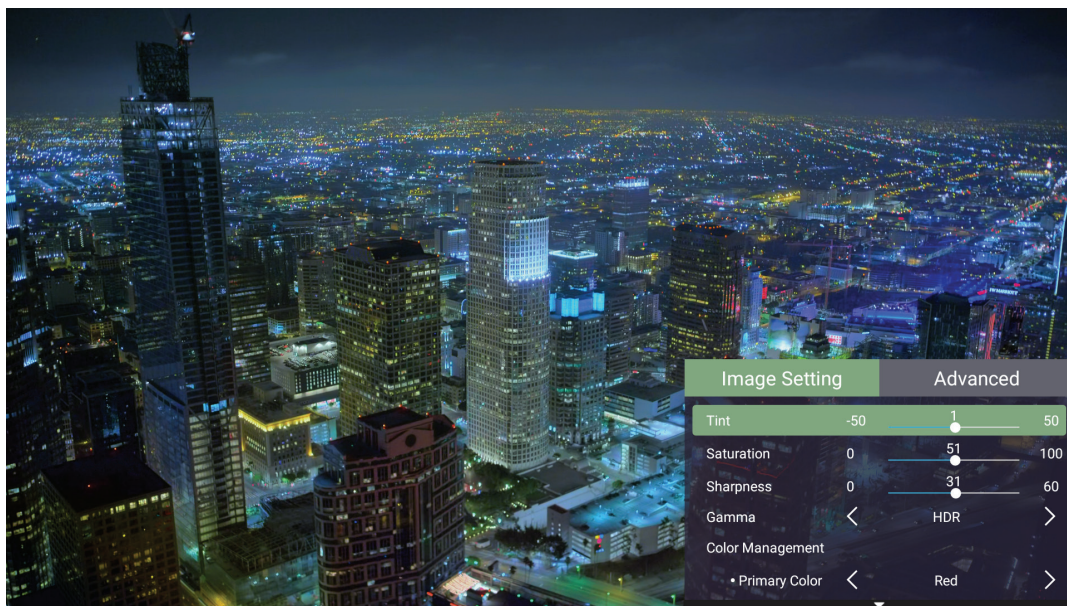 Image Setting Advanced
Tint -50 1 50
Saturation 0 51 100
Sharpness 0 31 60
Gamma HDR
Color Management
• Primary Color Red